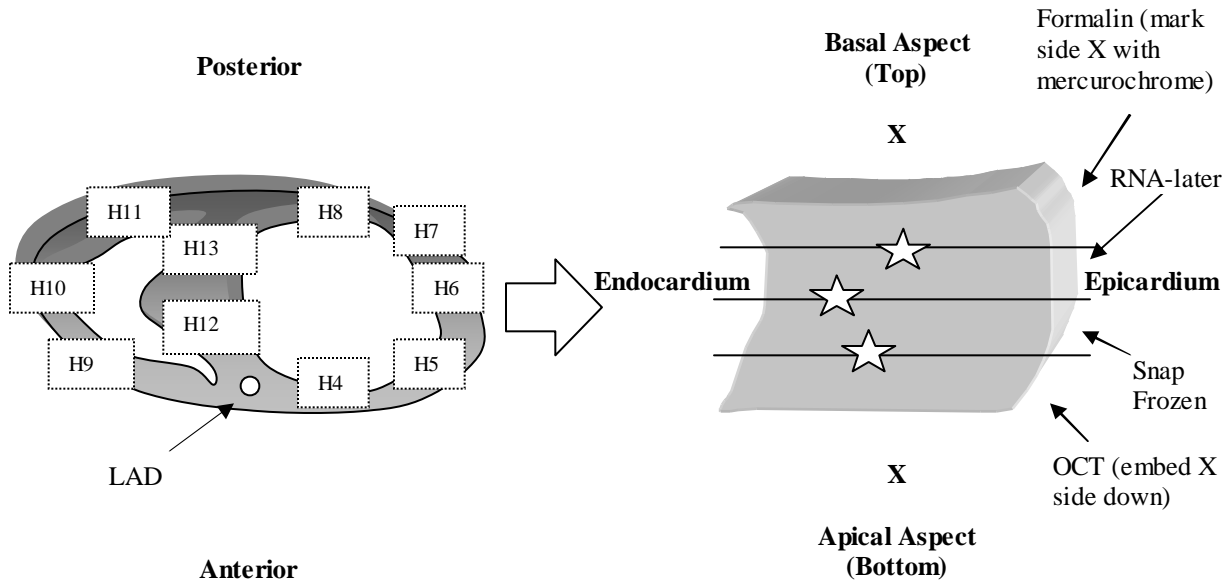 Posterior
H11
H8
H7
H13
H10
H6
H12
H9
H5
H4
LAD
Anterior
Basal Aspect
(Top)
X
Formalin (mark
side X with
mercurochrome)
RNA-later
Endocardium
Epicardium
Snap
Frozen
OCT (embed X
side down)
X
Apical Aspect
(Bottom)